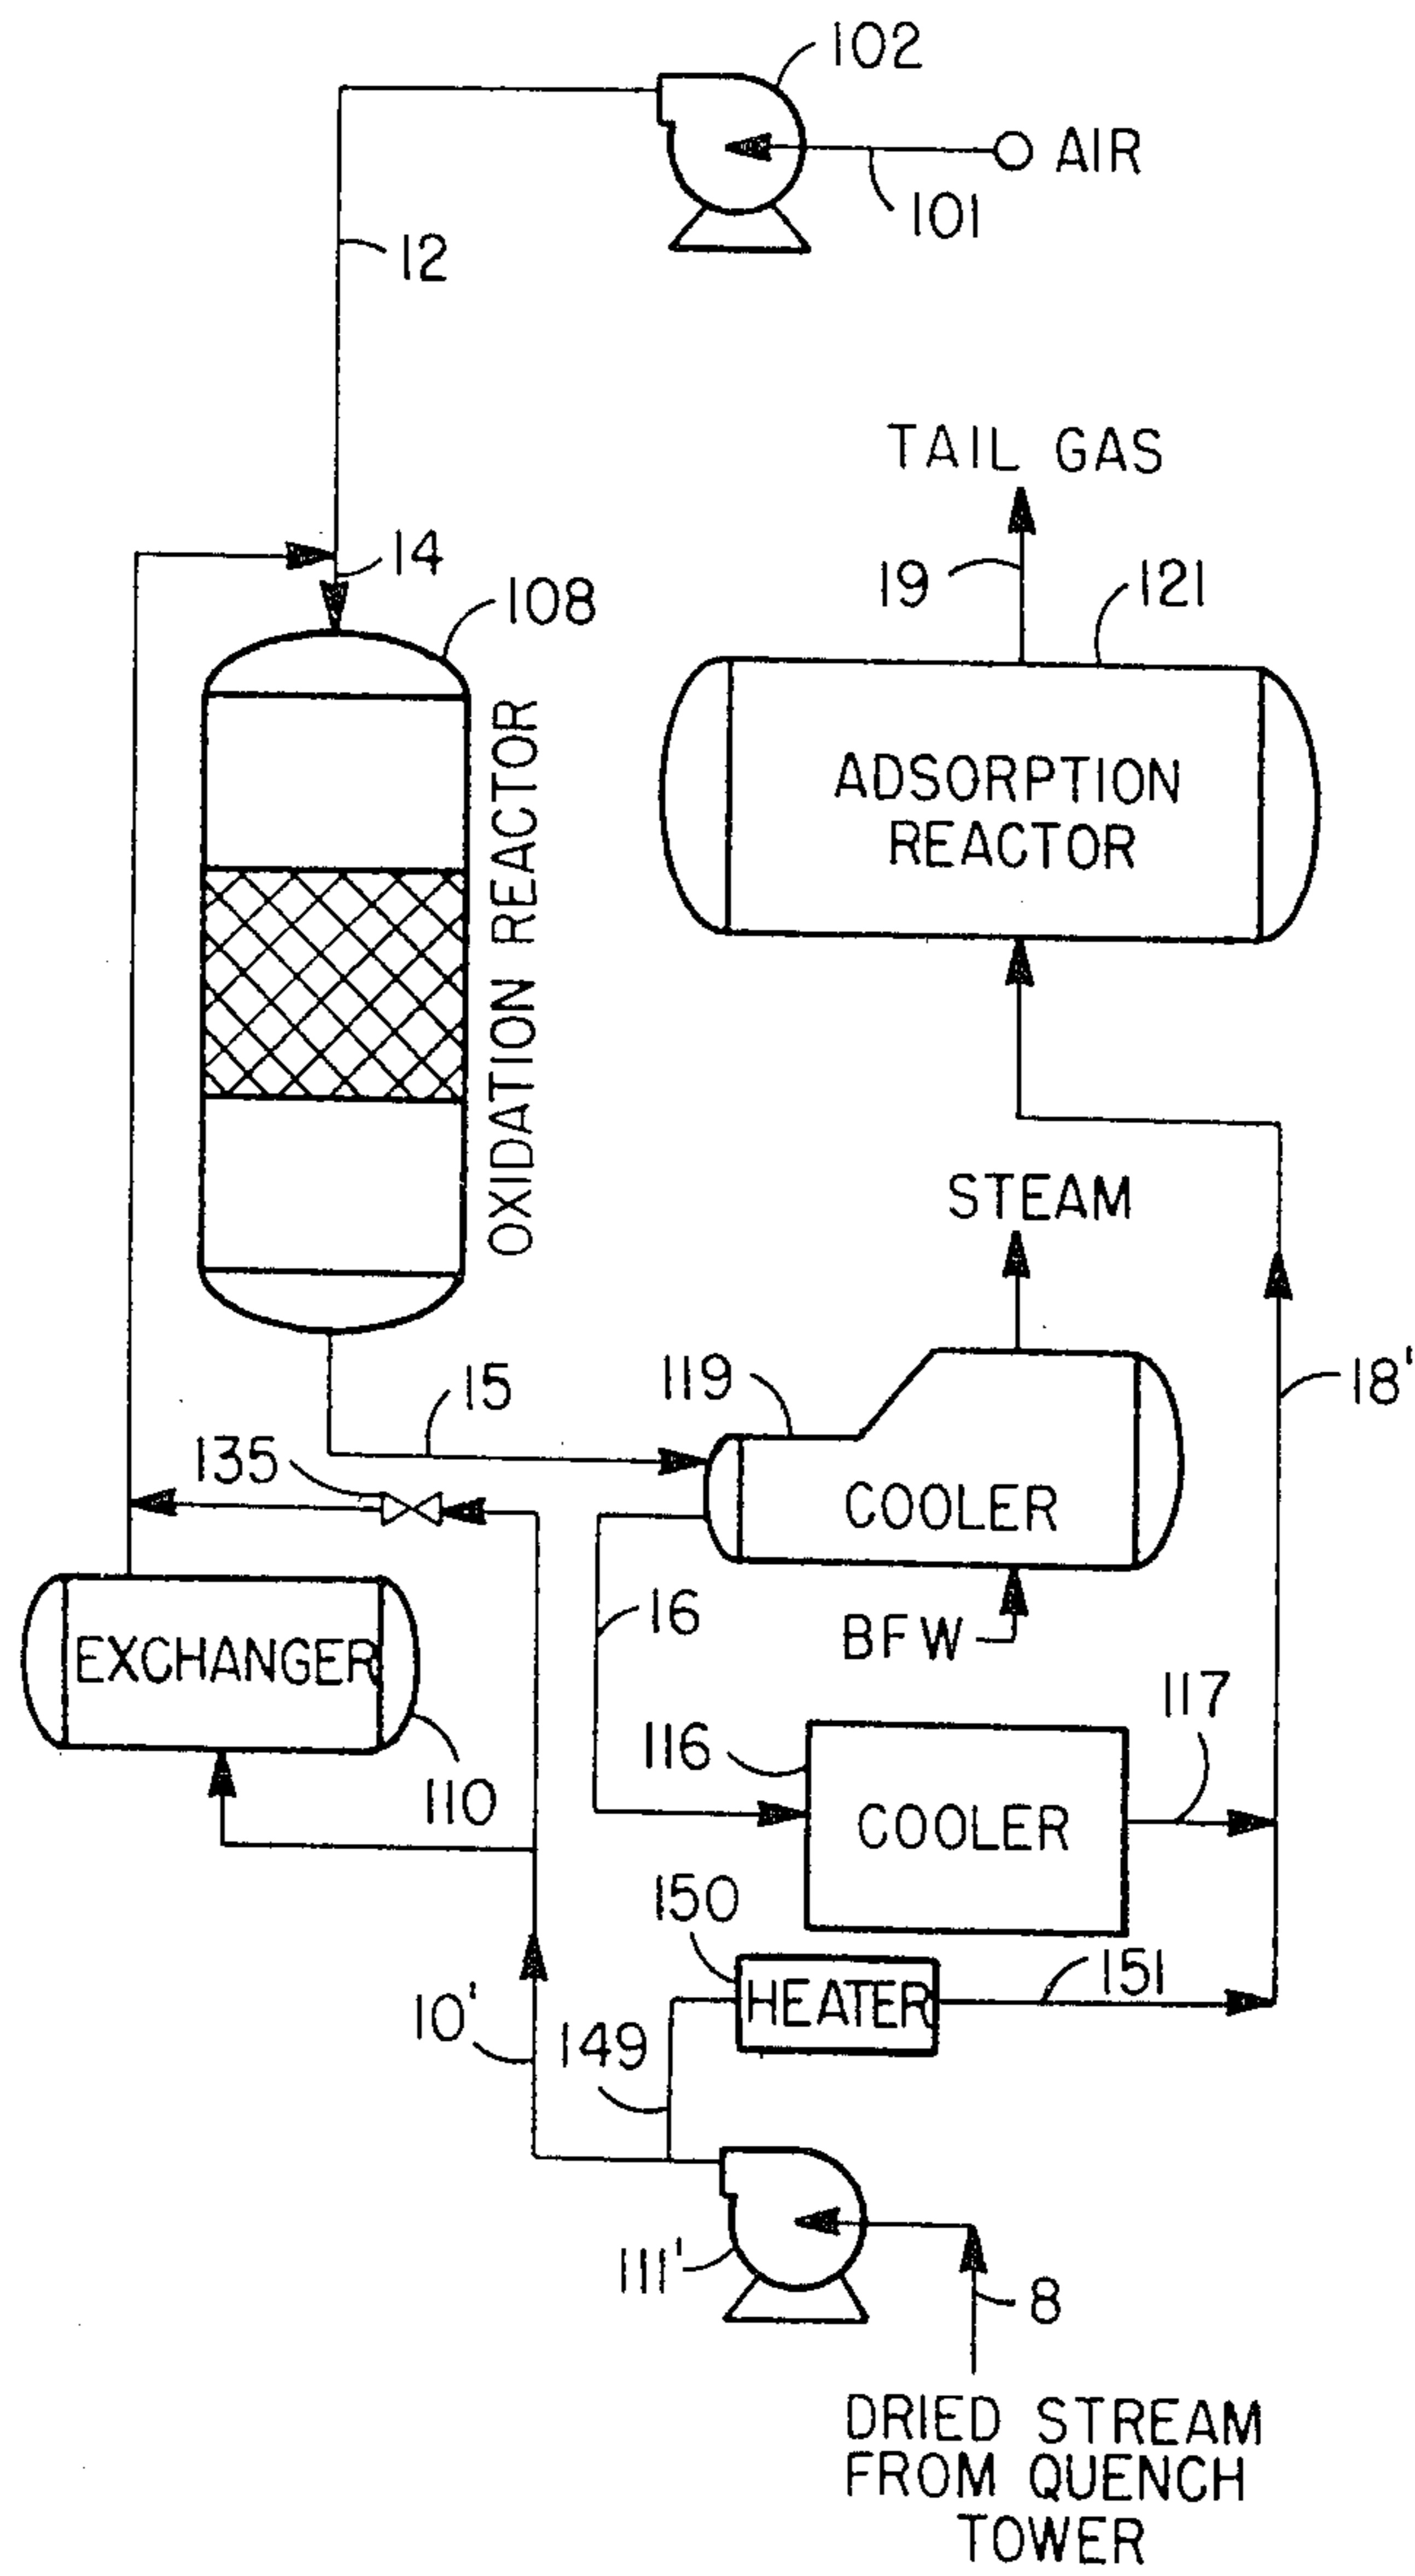 102
AIR
101
12
TAIL GAS
14
19
121
108
OXIDATION REACTOR
ADSORPTION
REACTOR
STEAM
119
15
18'
135
COOLER
16
BFW
EXCHANGER
117
116
110
COOLER
150
151
HEATER
10'
149
111'
8
DRIED STREAM
FROM QUENCH
TOWER